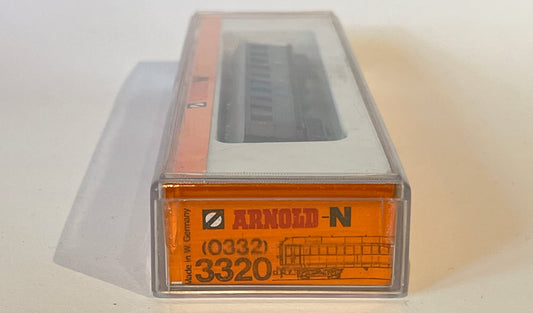 ARNOLD-N
(0332)
3320
Made in W. Germany